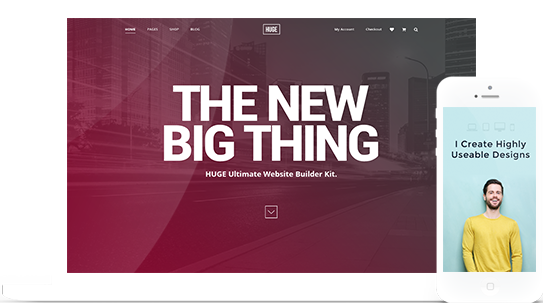 HOME PAGES SHOP BLOG HUGE My Account Checkout
THE NEW
BIG THING
HUGE Ultimate Website Builder Kit.
I Create Highly
Useable Designs